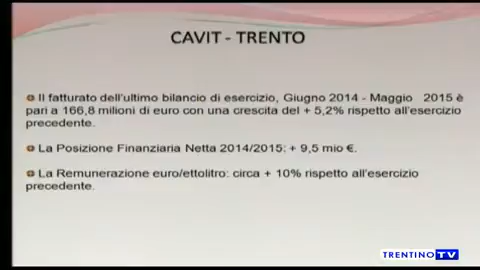 CAVIT - TRENTO
Il fatturato dell'ultimo bilancio di esercizio, Giugno 2014 - Maggio 2015 è
pari a 166,8 milioni di euro con una crescita del + 5,2% rispetto all'esercizio
precedente.
La Posizione Finanziaria Netta 2014/2015: + 9,5 mio €.
La Remunerazione euro/ettolitro: circa + 10% rispetto all'esercizio
precedente.
TRENTINO TV